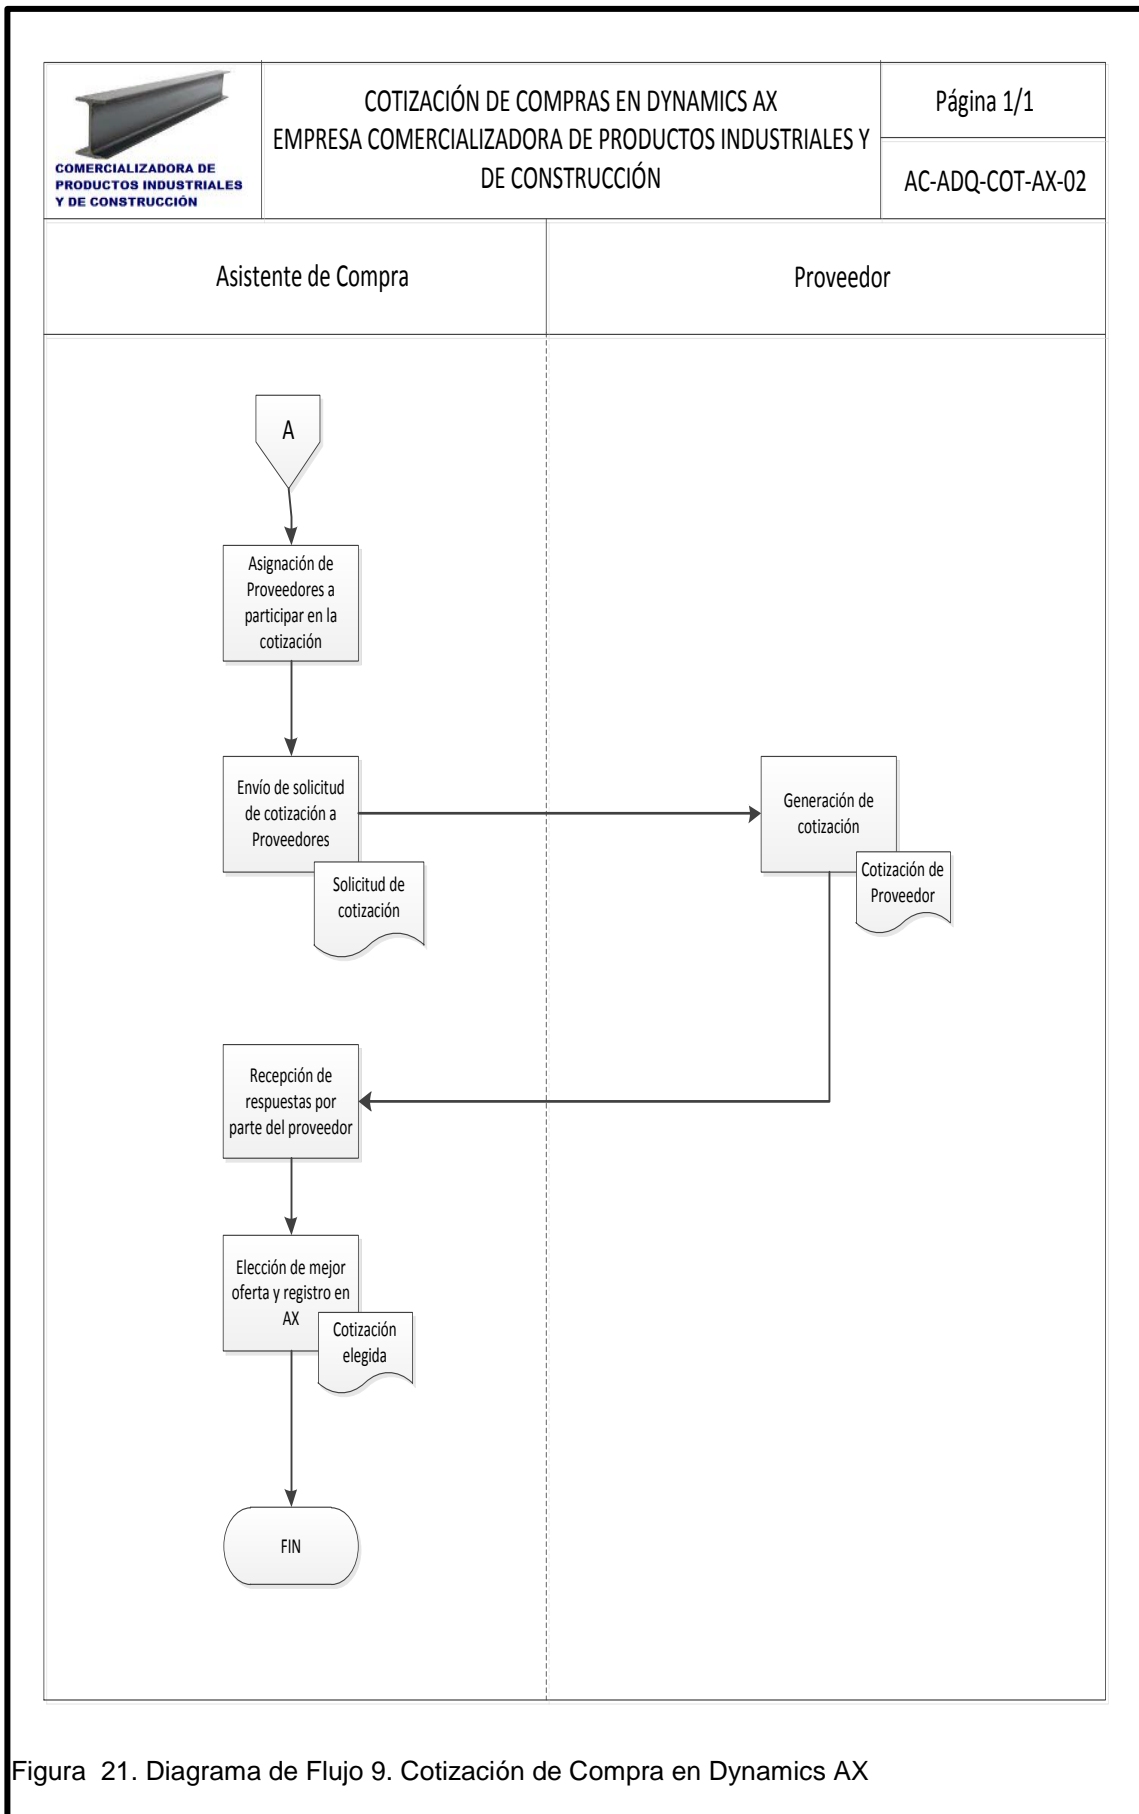 COMERCIALIZADORA DE
PRODUCTOS INDUSTRIALES
Y DE CONSTRUCCIÓN
COTIZACIÓN DE COMPRAS EN DYNAMICS AX
EMPRESA COMERCIALIZADORA DE PRODUCTOS INDUSTRIALES Y
DE CONSTRUCCIÓN
Página 1/1
AC-ADQ-COT-AX-02
Asistente de Compra
Proveedor
A
Asignación de
Proveedores a
participar en la
cotización
Envío de solicitud
de cotización a
Proveedores
Solicitud de
cotización
Generación de
cotización
Cotización de
Proveedor
Recepción de
respuestas por
parte del proveedor
Elección de mejor
oferta y registro en
AX
Cotización
elegida
FIN
Figura  21. Diagrama de Flujo 9. Cotización de Compra en Dynamics AX